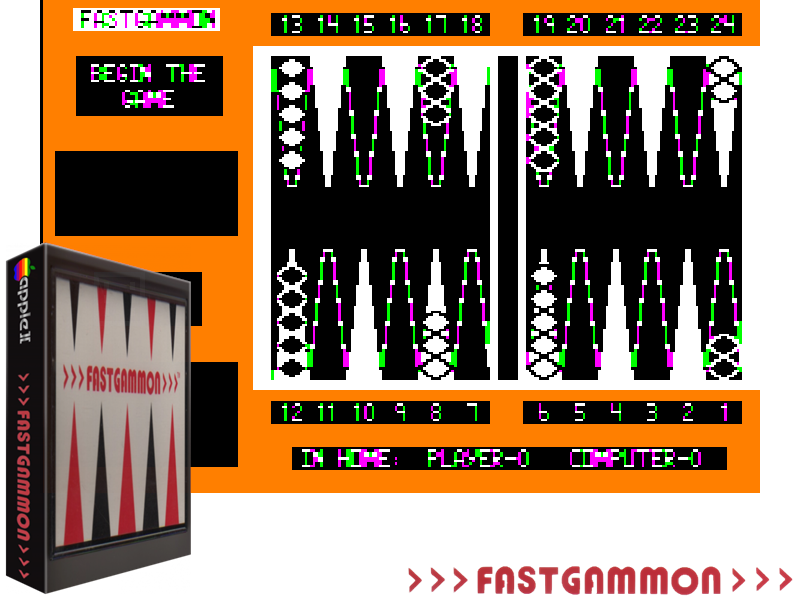 FASTGAMMON
13 14 15 16 17 18 19 20 21 22 23 24
BEGIN THE
GAME
12 11 10 9 8 7 6 5 4 3 2 1
IN HOME: PLAYER-0 COMPUTER-0
apple II
>>>FASTGAMMON>>>
>>>FASTGAMMON>>>
>>>FASTGAMMON>>>